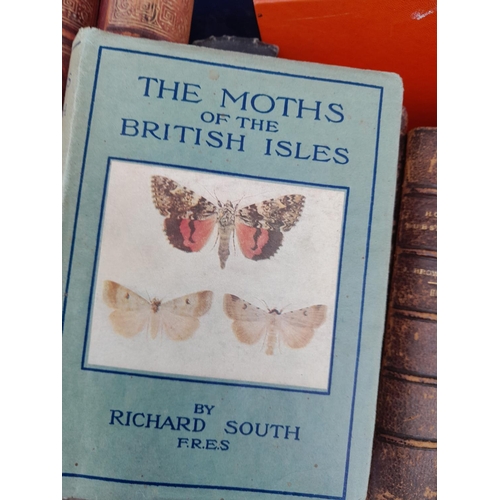 THE MOTHS
OF THE
BRITISH ISLES
BY
RICHARD SOUTH
F.R.E.S